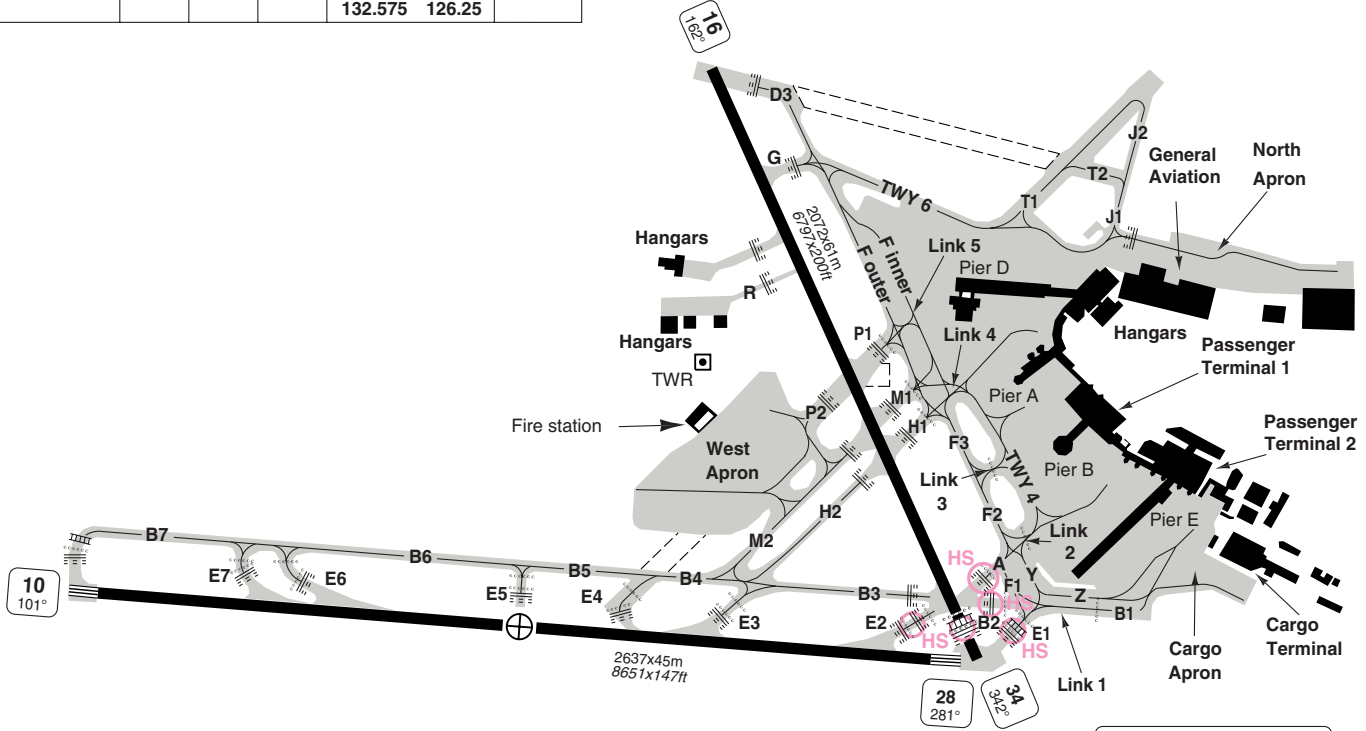 132.575 126.25
16
162°
D3
J2
G
General
Aviation
North
Apron
T2
TWY 6
T1
J1
2072x61m
6797x200ft
Hangars
F inner
F outer
Link 5
Pier D
R
Hangars
P1
Link 4
Hangars
Passenger
Terminal 1
TWR
Pier A
M1
P2
H1
Fire station
West
Apron
F3
TWY 4
Pier B
Passenger
Terminal 2
Link
3
H2
F2
Pier E
Link
2
B7
M2
B6
HS
A
Y
E7
E6
B5
B4
F1
10
101°
E5
E4
B3
HS
Z
B1
E3
E2
HS
B2
E1
HS
2637x45m
8651x147ft
Cargo
Apron
Cargo
Terminal
Link 1
28
281°
34
342°